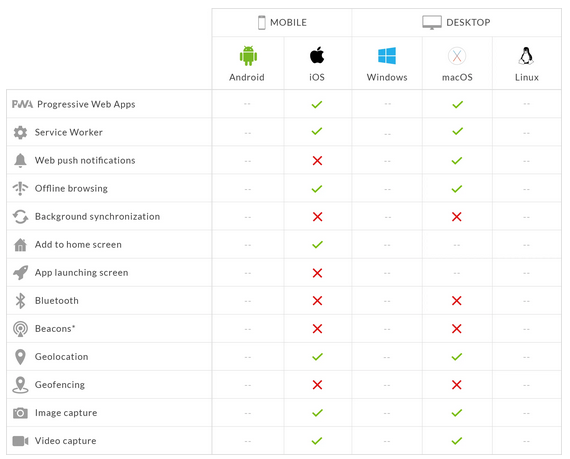 MOBILE DESKTOP
Android iOS Windows macOS Linux
PWA Progressive Web Apps -- -- -- 
Service Worker -- -- --
Web push notifications -- -- --
Offline browsing -- -- --
Background synchronization -- -- --
Add to home screen -- -- -- --
App launching screen -- -- -- --
Bluetooth -- -- --
Beacons* -- -- --
Geolocation -- -- --
Geofencing -- -- --
Image capture -- -- --
Video capture -- -- --